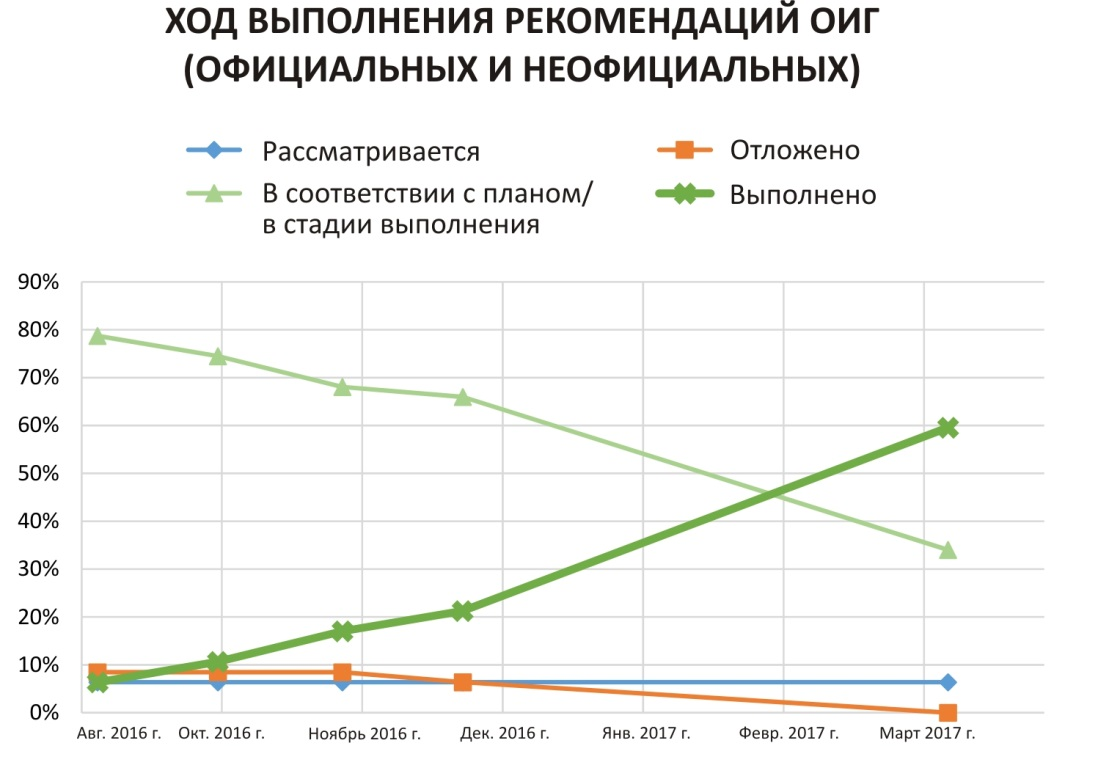 ХОД ВЫПОЛНЕНИЯ РЕКОМЕНДАЦИЙ ОИГ
(ОФИЦИАЛЬНЫХ И НЕОФИЦИАЛЬНЫХ)
Рассматривается
Отложено
В соответствии с планом/
в стадии выполнения
Выполнено
90%
80%
70%
60%
50%
40%
30%
20%
10%
0%
Авг. 2016 г. Окт. 2016 г. Ноябрь 2016 г. Дек. 2016 г. Янв. 2017 г. Февр. 2017 г. Март 2017 г.